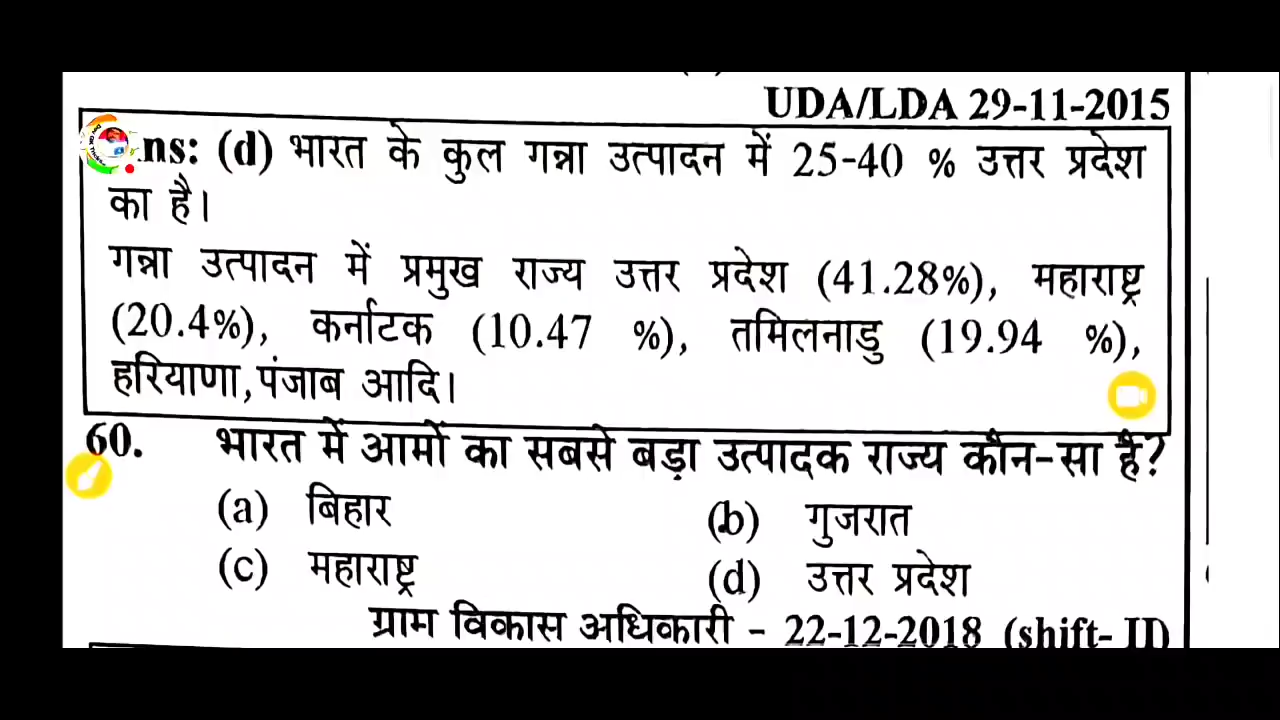 UDA/LDA 29-11-2015
ns: (d) भारत के कुल गन्ना उत्पादन में 25-40 % उत्तर प्रदेश
का है।
गन्ना उत्पादन में प्रमुख राज्य उत्तर प्रदेश (41.28%), महाराष्ट्र
(20.4%), कर्नाटक (10.47 %), तमिलनाडु (19.94 %),
हरियाणा, पंजाब आदि।
60. भारत में आमों का सबसे बड़ा उत्पादक राज्य कौन-सा है?
(a) बिहार (b) गुजरात
(c) महाराष्ट्र (d) उत्तर प्रदेश
ग्राम विकास अधिकारी - 22-12-2018 (shift- II)